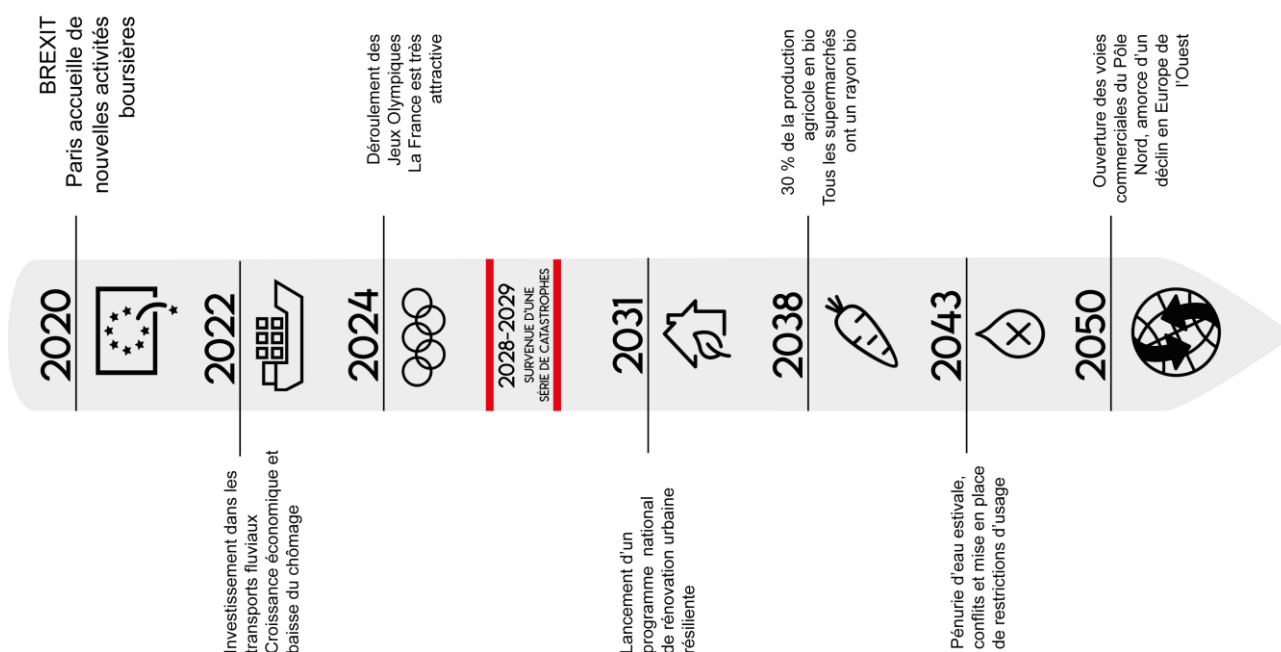 2020
BREXIT
Paris accueille de
nouvelles activités
boursières
2022
Investissement dans les
transports fluviaux
Croissance économique et
baisse du chômage
2024
Déroulement des
Jeux Olympiques
La France est très
attractive
2028-2029
SURVENUE D'UNE
SÉRIE DE CATASTROPHES
2031
Lancement d'un
programme national
de rénovation urbaine
résiliente
2038
30 % de la production
agricole en bio
Tous les supermarchés
ont un rayon bio
2043
Pénurie d'eau estivale,
conflits et mise en place
de restrictions d'usage
2050
Ouverture des voies
commerciales du Pôle
Nord, amorce d'un
déclin en Europe de
l'Ouest